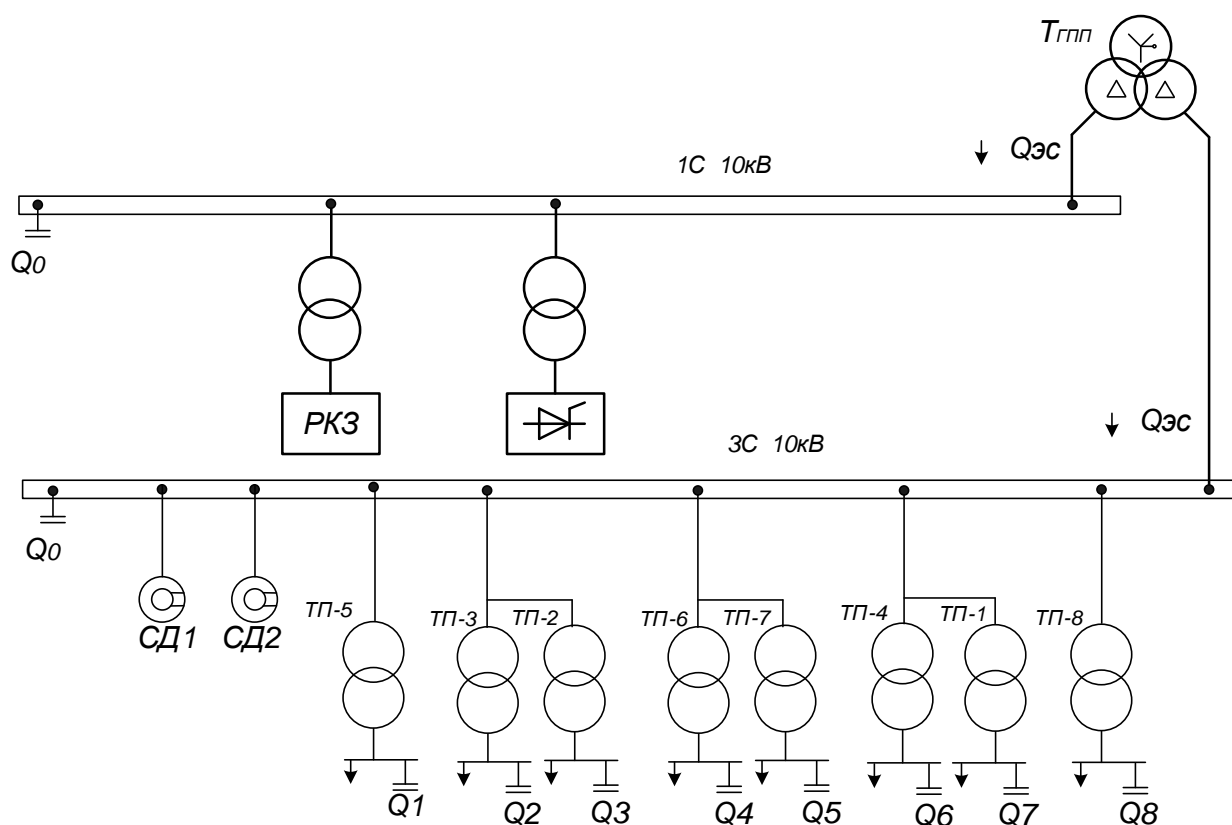 TГПП
Qэс
1С 10кВ
Q0
РКЗ
Qэс
3С 10кВ
Q0
СД1
СД2
ТП-5
ТП-3
ТП-2
ТП-6
ТП-7
ТП-4
ТП-1
ТП-8
Q1
Q2
Q3
Q4
Q5
Q6
Q7
Q8